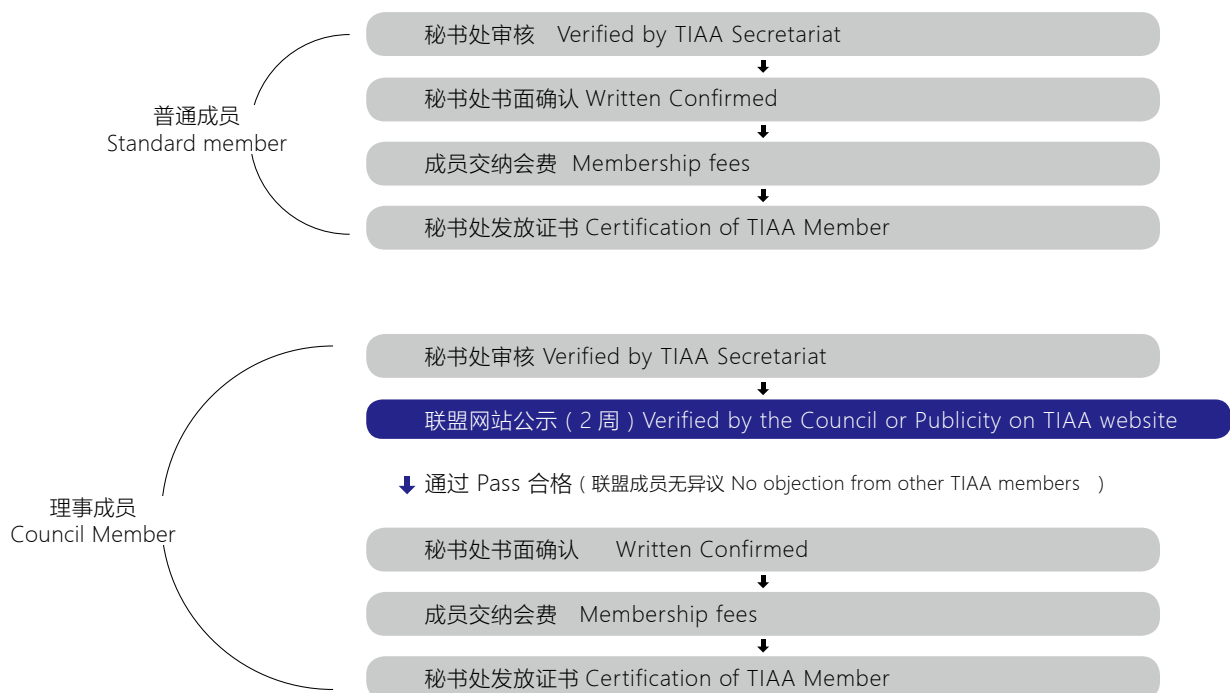 秘书处审核 Verified by TIAA Secretariat
秘书处书面确认 Written Confirmed
普通成员
Standard member
成员交纳会费 Membership fees
秘书处发放证书 Certification of TIAA Member
秘书处审核 Verified by TIAA Secretariat
联盟网站公示 ( 2 周 ) Verified by the Council or Publicity on TIAA website
通过 Pass 合格 ( 联盟成员无异议 No objection from other TIAA members )
理事成员
Council Member
秘书处书面确认 Written Confirmed
成员交纳会费 Membership fees
秘书处发放证书 Certification of TIAA Member